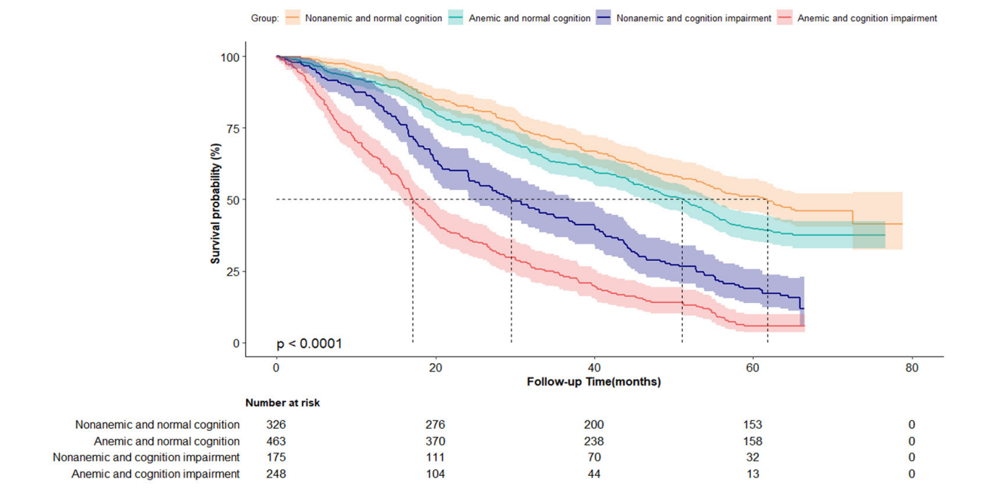 Group: Nonanemic and normal cognition Anemic and normal cognition Nonanemic and cognition impairment Anemic and cognition impairment
100
75
50
25
0
Survival probability (%)
p < 0.0001
0 20 40 60 80
Follow-up Time(months)
Number at risk
Nonanemic and normal cognition 326 276 200 153 0
Anemic and normal cognition 463 370 238 158 0
Nonanemic and cognition impairment 175 111 70 32 0
Anemic and cognition impairment 248 104 44 13 0